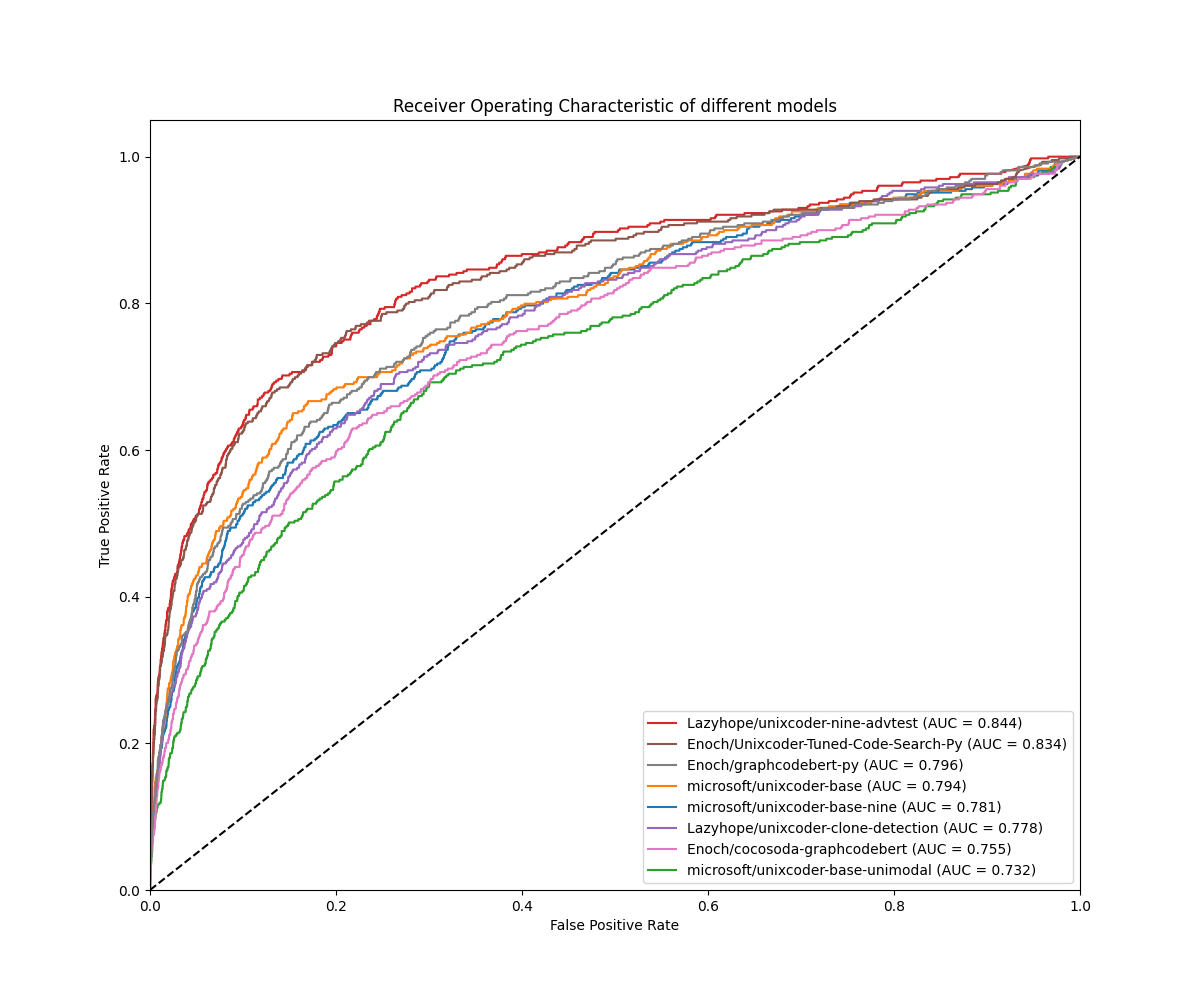 Receiver Operating Characteristic of different models
1.0
0.8
0.6
0.4
0.2
0.0
True Positive Rate
Lazyhope/unixcoder-nine-advtest (AUC = 0.844)
Enoch/Unixcoder-Tuned-Code-Search-Py (AUC = 0.834)
Enoch/graphcodebert-py (AUC = 0.796)
microsoft/unixcoder-base (AUC = 0.794)
microsoft/unixcoder-base-nine (AUC = 0.781)
Lazyhope/unixcoder-clone-detection (AUC = 0.778)
Enoch/cocosoda-graphcodebert (AUC = 0.755)
microsoft/unixcoder-base-unimodal (AUC = 0.732)
0.0 0.2 0.4 0.6 0.8 1.0
False Positive Rate